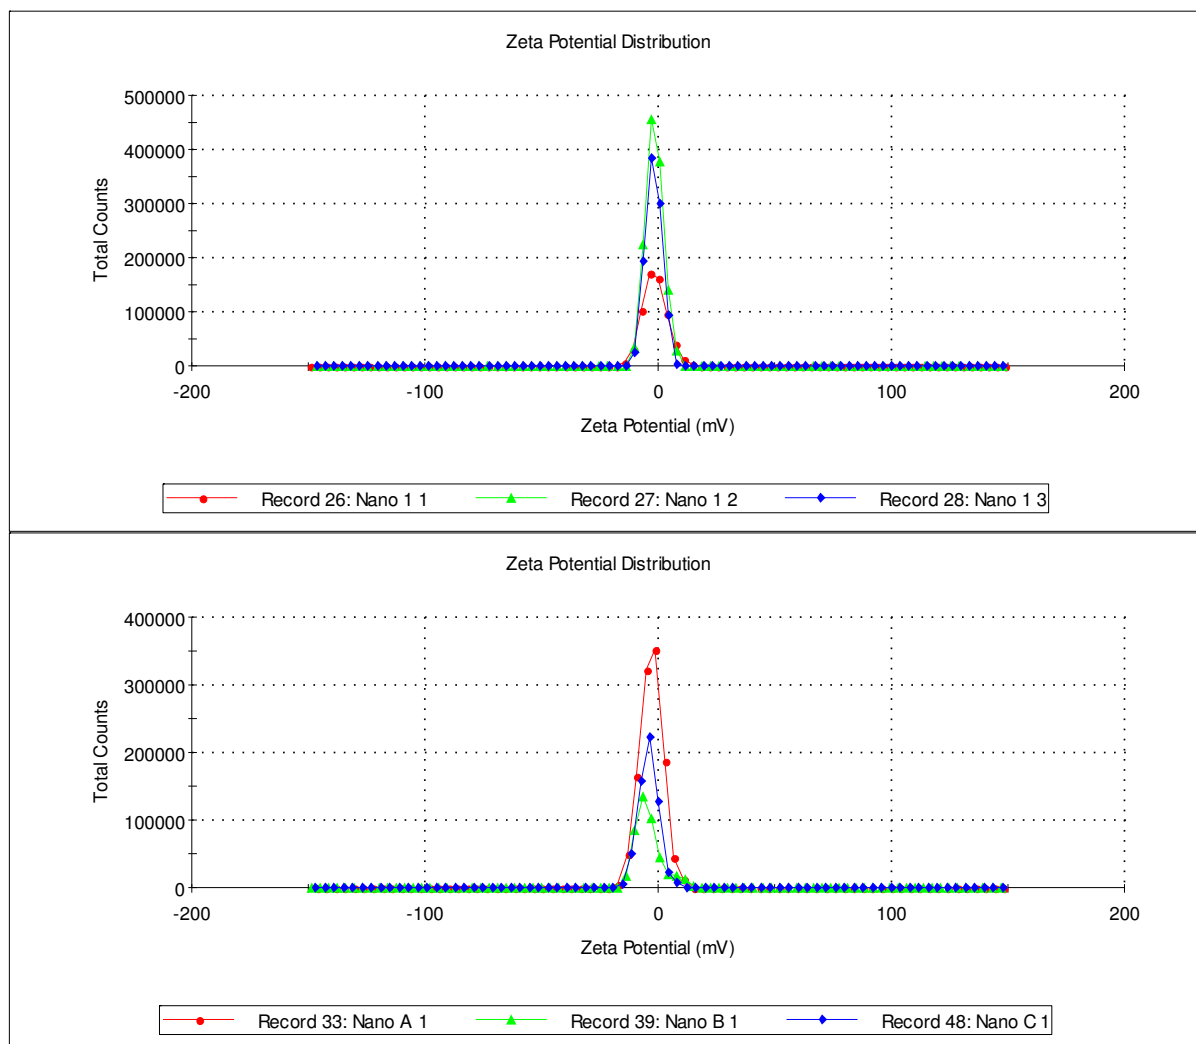 Zeta Potential Distribution
500000
400000
300000
200000
100000
0
Total Counts
-200 -100 0 100 200
Zeta Potential (mV)
Record 26: Nano 1 1 Record 27: Nano 1 2 Record 28: Nano 1 3
Zeta Potential Distribution
400000
300000
200000
100000
0
Total Counts
-200 -100 0 100 200
Zeta Potential (mV)
Record 33: Nano A 1 Record 39: Nano B 1 Record 48: Nano C 1